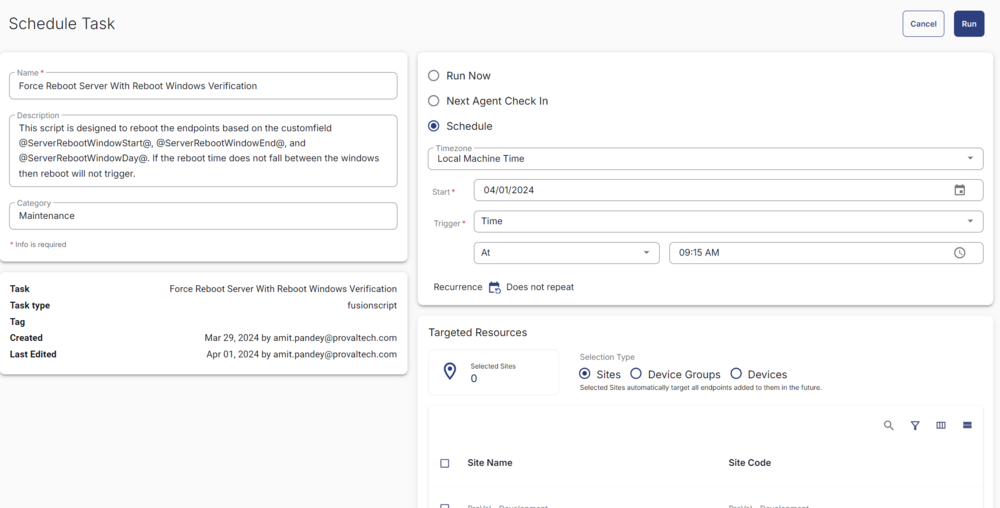 Schedule Task
Cancel
Run
Name *
Force Reboot Server With Reboot Windows Verification
Description
This script is designed to reboot the endpoints based on the customfield
@ServerRebootWindowStart@, @ServerRebootWindowEnd@, and
@ServerRebootWindowDay@. If the reboot time does not fall between the windows
then reboot will not trigger.
Category
Maintenance
* Info is required
Task Force Reboot Server With Reboot Windows Verification
Task type fusionscript
Tag
Created Mar 29, 2024 by amit.pandey@provaltech.com
Last Edited Apr 01, 2024 by amit.pandey@provaltech.com
Run Now
Next Agent Check In
Schedule
Timezone
Local Machine Time
Start * 04/01/2024
Trigger * Time
At 09:15 AM
Recurrence Does not repeat
Targeted Resources
Selected Sites
0
Selection Type
Sites Device Groups Devices
Selected Sites automatically target all endpoints added to them in the future.
Site Name Site Code
ProVal - Development ProVal - Development